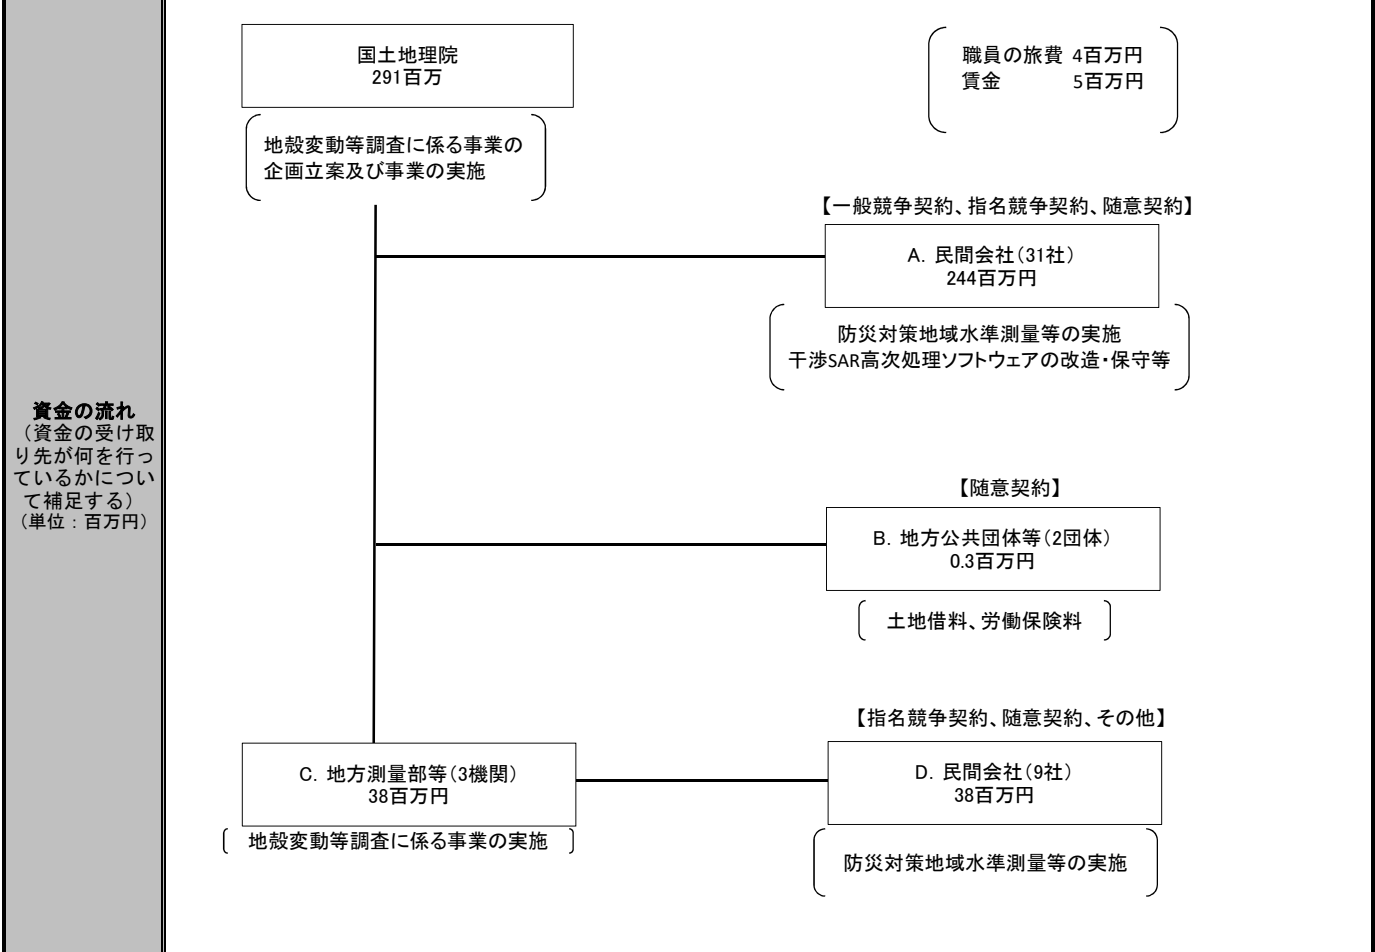 資金の流れ
（資金の受け取
り先が何を行っ
ているかについ
て補足する）
（単位：百万円）
国土地理院
291百万
地殻変動等調査に係る事業の
企画立案及び事業の実施
職員の旅費 4百万円
賃金 5百万円
【一般競争契約、指名競争契約、随意契約】
A．民間会社（31社）
244百万円
防災対策地域水準測量等の実施
干渉SAR高次処理ソフトウェアの改造・保守等
【随意契約】
B．地方公共団体等（2団体）
0.3百万円
土地借料、労働保険料
C．地方測量部等（3機関）
38百万円
地殻変動等調査に係る事業の実施
【指名競争契約、随意契約、その他】
D．民間会社（9社）
38百万円
防災対策地域水準測量等の実施